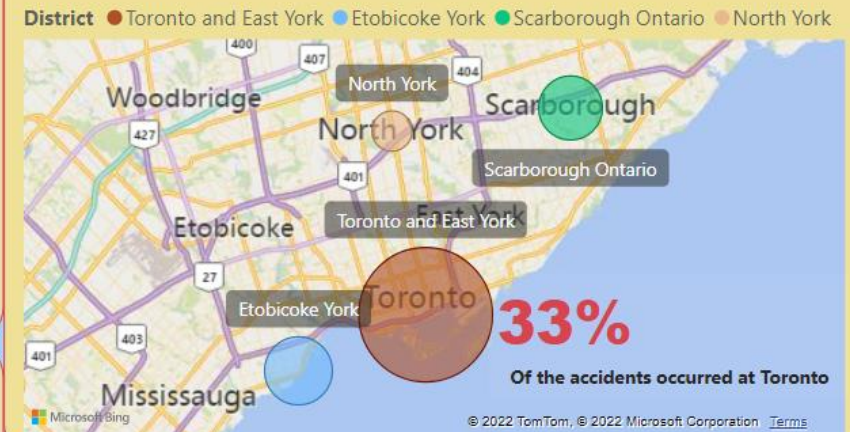 District Toronto and East York Etobicoke York Scarborough Ontario North York
400
407
North York
404
Woodbridge
Scarborough
427
North York
401
Scarborough Ontario
Toronto and East York
East York
Etobicoke
27
Toronto
Etobicoke York
33%
403
401
Of the accidents occurred at Toronto
Mississauga
Microsoft Bing
© 2022 TomTom, © 2022 Microsoft Corporation Terms